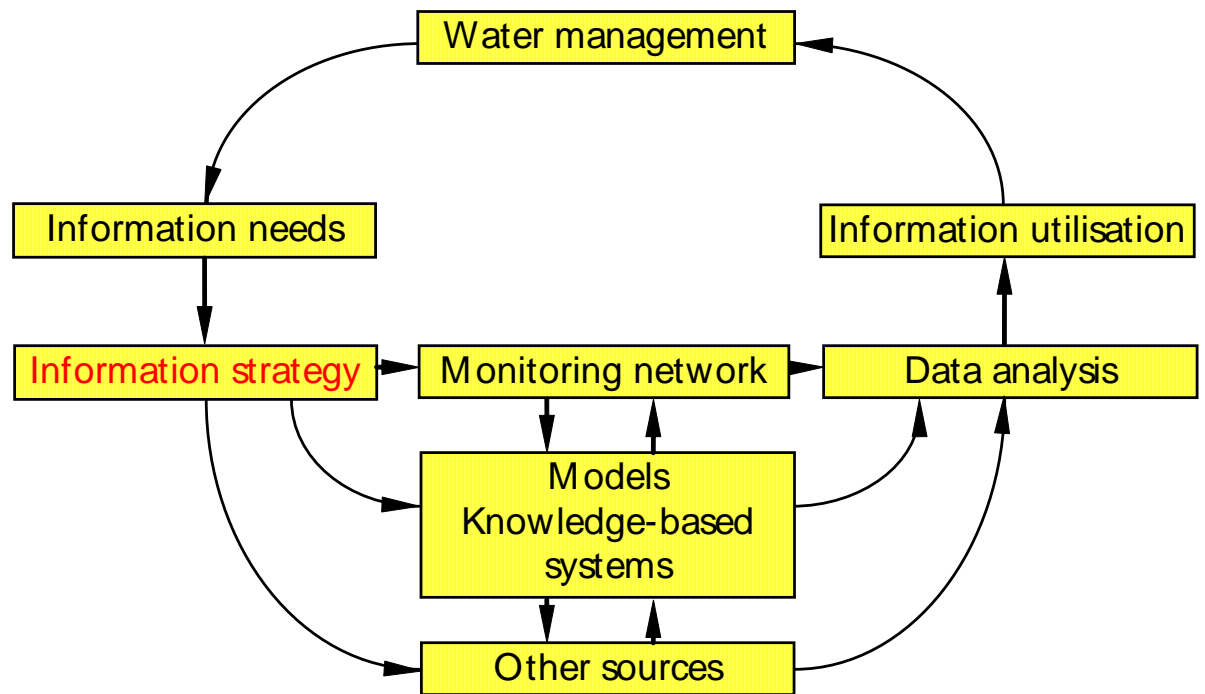 Water management
Information needs
Information utilisation
Information strategy
Monitoring network
Data analysis
Models
Knowledge-based
systems
Other sources